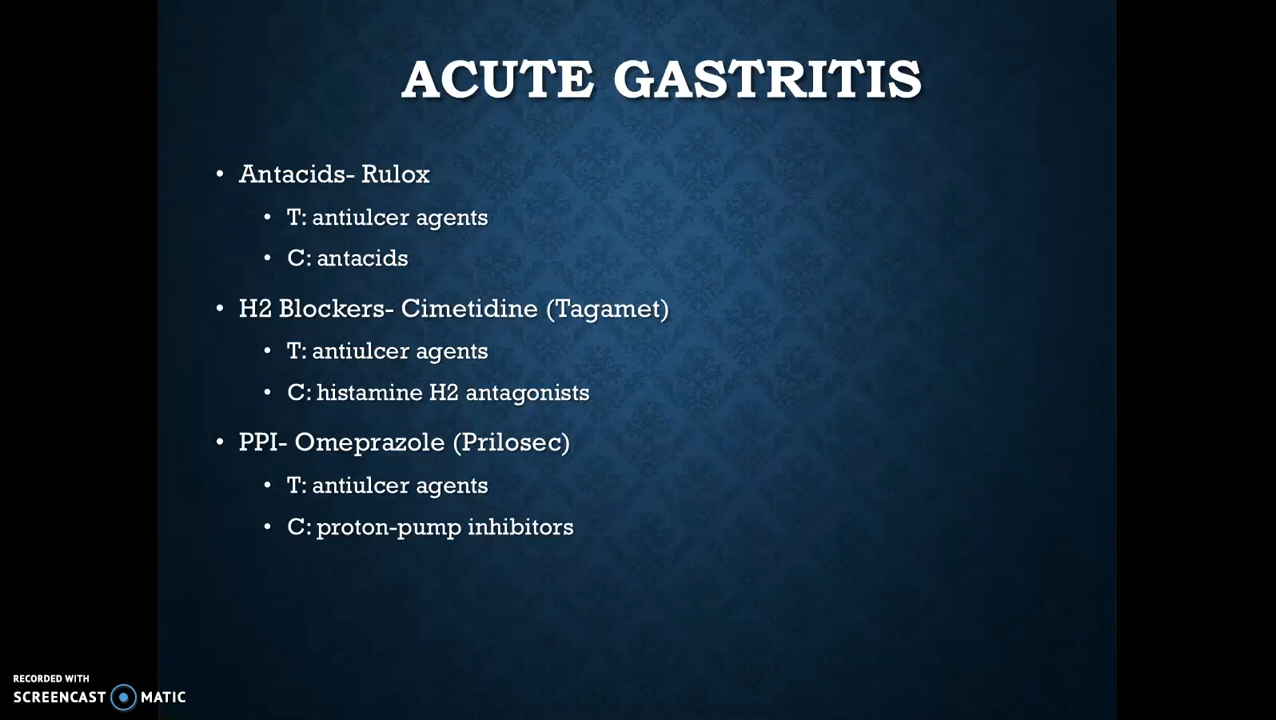 ACUTE GASTRITIS
• Antacids- Rulox
• T: antiulcer agents
• C: antacids
• H2 Blockers- Cimetidine (Tagamet)
• T: antiulcer agents
• C: histamine H2 antagonists
• PPI- Omeprazole (Prilosec)
• T: antiulcer agents
• C: proton-pump inhibitors
RECORDED WITH
SCREENCAST MATIC